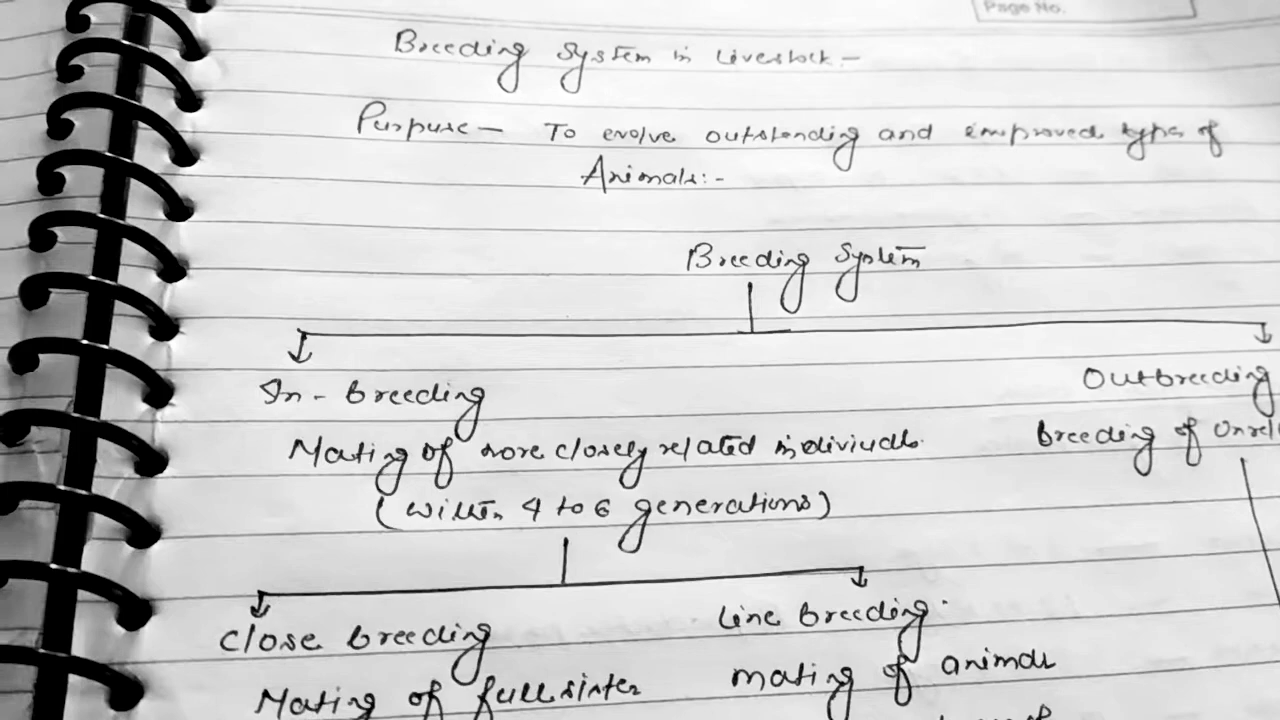 Page No.
Breeding System in Livestock -
Purpose - To evolve outstanding and improved types of
Animals:-
Breeding System
In - breeding
Outbreeding
Mating of more closely related individuals.
breeding of
(within 4 to 6 generations)
Close breeding
Line breeding.
Mating of full sister
mating of animals